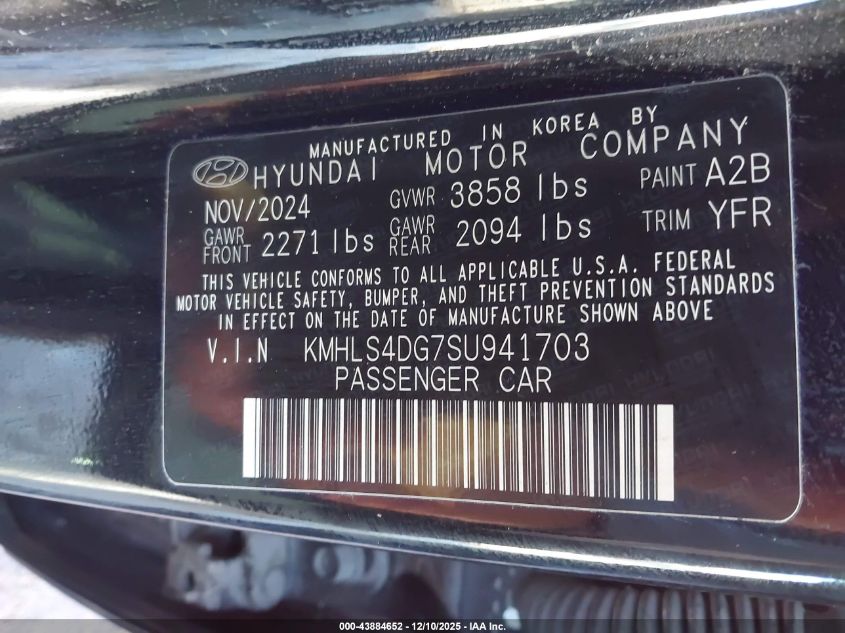 MANUFACTURED IN KOREA BY
HYUNDAI MOTOR COMPANY
NOV/2024 GVWR 3858 lbs PAINT A2B
GAWR FRONT 2271 lbs GAWR REAR 2094 lbs TRIM YFR
THIS VEHICLE CONFORMS TO ALL APPLICABLE U.S.A. FEDERAL
MOTOR VEHICLE SAFETY, BUMPER, AND THEFT PREVENTION STANDARDS
IN EFFECT ON THE DATE OF MANUFACTURE SHOWN ABOVE
V.I.N KMHLS4DG7SU941703
PASSENGER CAR
000-43884652 - 12/10/2025 - IAA Inc.